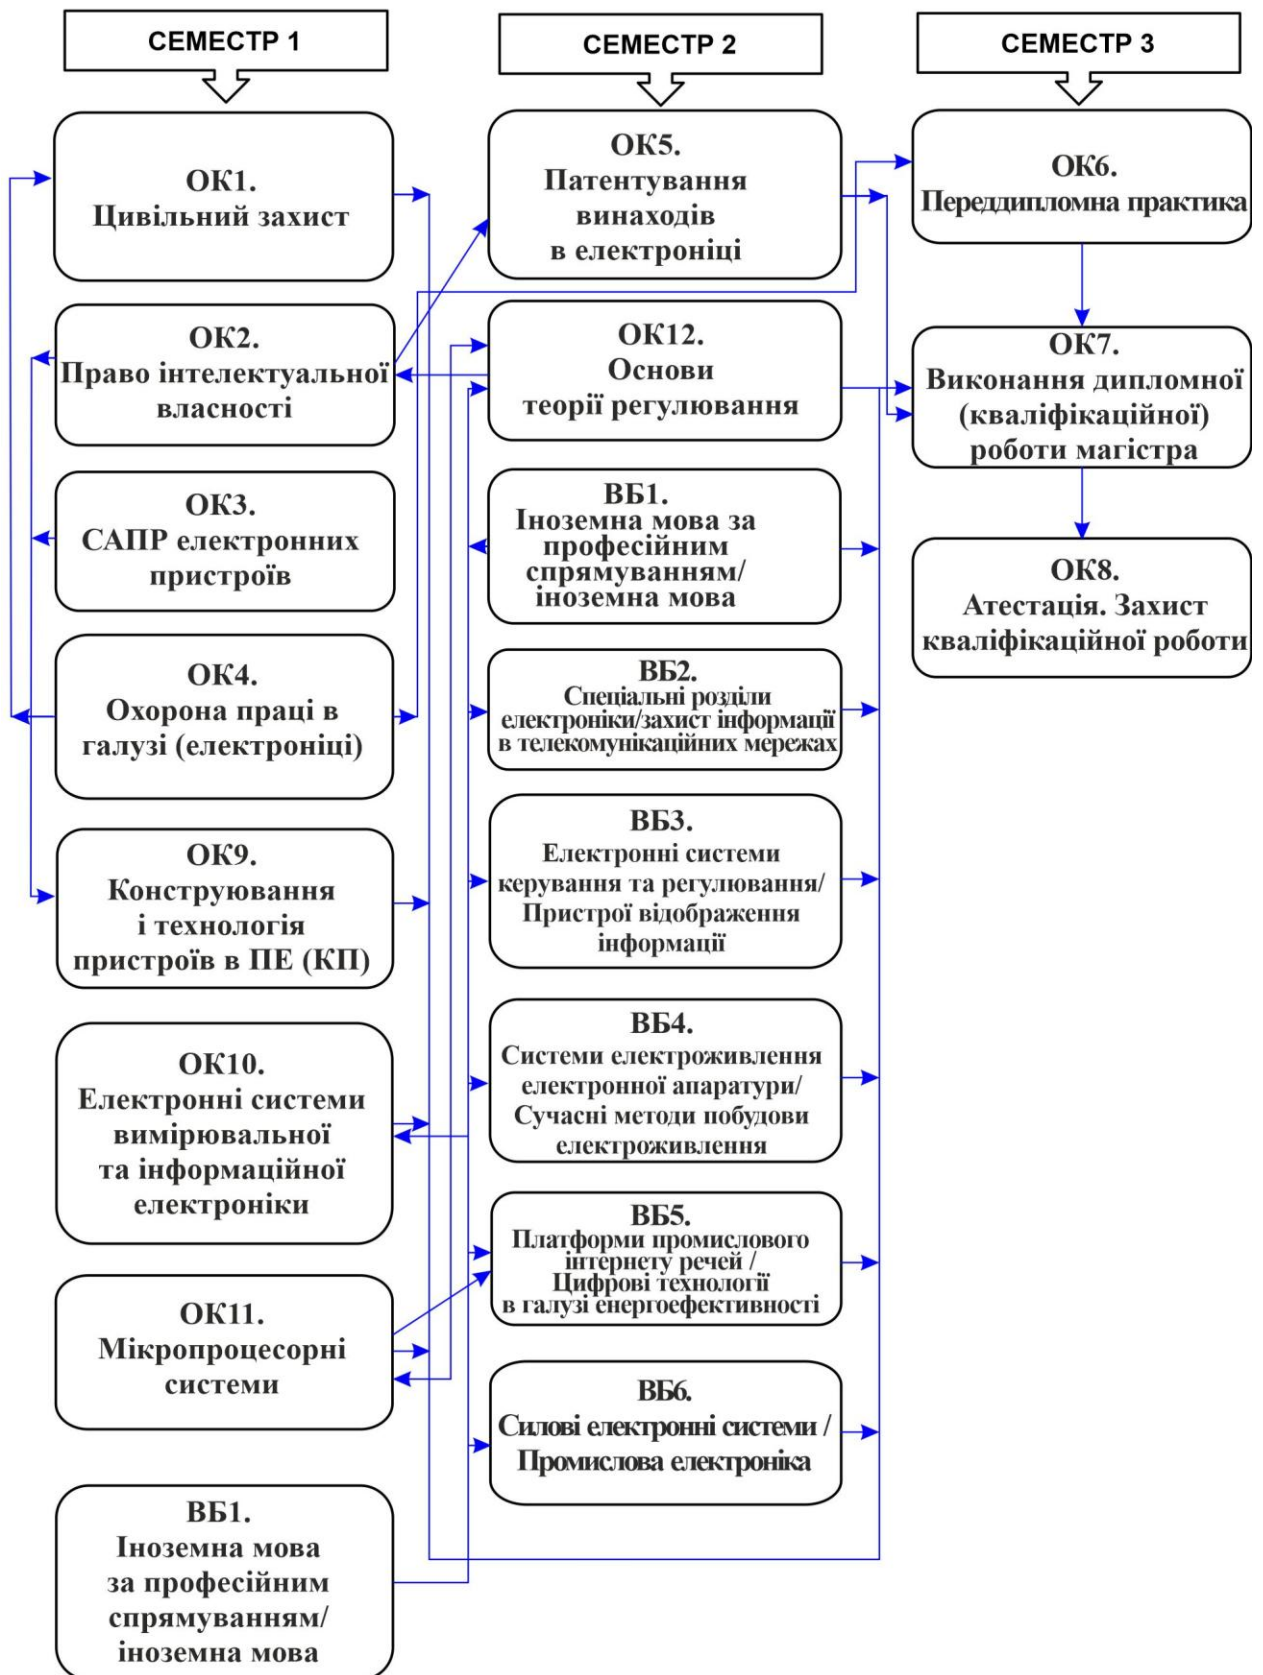 СЕМЕСТР 1
СЕМЕСТР 2
СЕМЕСТР 3
ОК1.
Цивільний захист
ОК2.
Право інтелектуальної
власності
ОК3.
САПР електронних
пристроїв
ОК4.
Охорона праці в
галузі (електроніці)
ОК9.
Конструювання
і технологія
пристроїв в ПЕ (КП)
ОК10.
Електронні системи
вимірювальної
та інформаційної
електроніки
ОК11.
Мікропроцесорні
системи
ВБ1.
Іноземна мова
за професійним
спрямуванням/
іноземна мова
ОК5.
Патентування
винаходів
в електроніці
ОК12.
Основи
теорії регулювання
ВБ1.
Іноземна мова за
професійним
спрямуванням/
іноземна мова
ВБ2.
Спеціальні розділи
електроніки/захист інформації
в телекомунікаційних мережах
ВБ3.
Електронні системи
керування та регулювання/
Пристрої відображення
інформації
ВБ4.
Системи електроживлення
електронної апаратури/
Сучасні методи побудови
електроживлення
ВБ5.
Платформи промислового
інтернету речей /
Цифрові технології
в галузі енергоефективності
ВБ6.
Силові електронні системи /
Промислова електроніка
ОК6.
Переддипломна практика
ОК7.
Виконання дипломної
(кваліфікаційної)
роботи магістра
ОК8.
Атестація. Захист
кваліфікаційної роботи